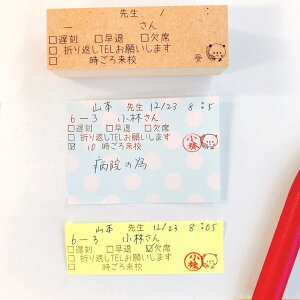 先生 /
— さん
□遅刻 □早退 □欠席
□ 折り返しTELお願いします
□ 時ごろ来校 受
山本 先生 12/23 8:5
6-3 小林さん
□遅刻 □早退 □欠席
□ 折り返しTELお願いします
☑ 10 時ごろ来校
病院の為
山本 先生 12/23 8:05
6-3 小林さん
□遅刻 □早退 ☑欠席
□ 折り返しTELお願いします
□ 時ごろ来校